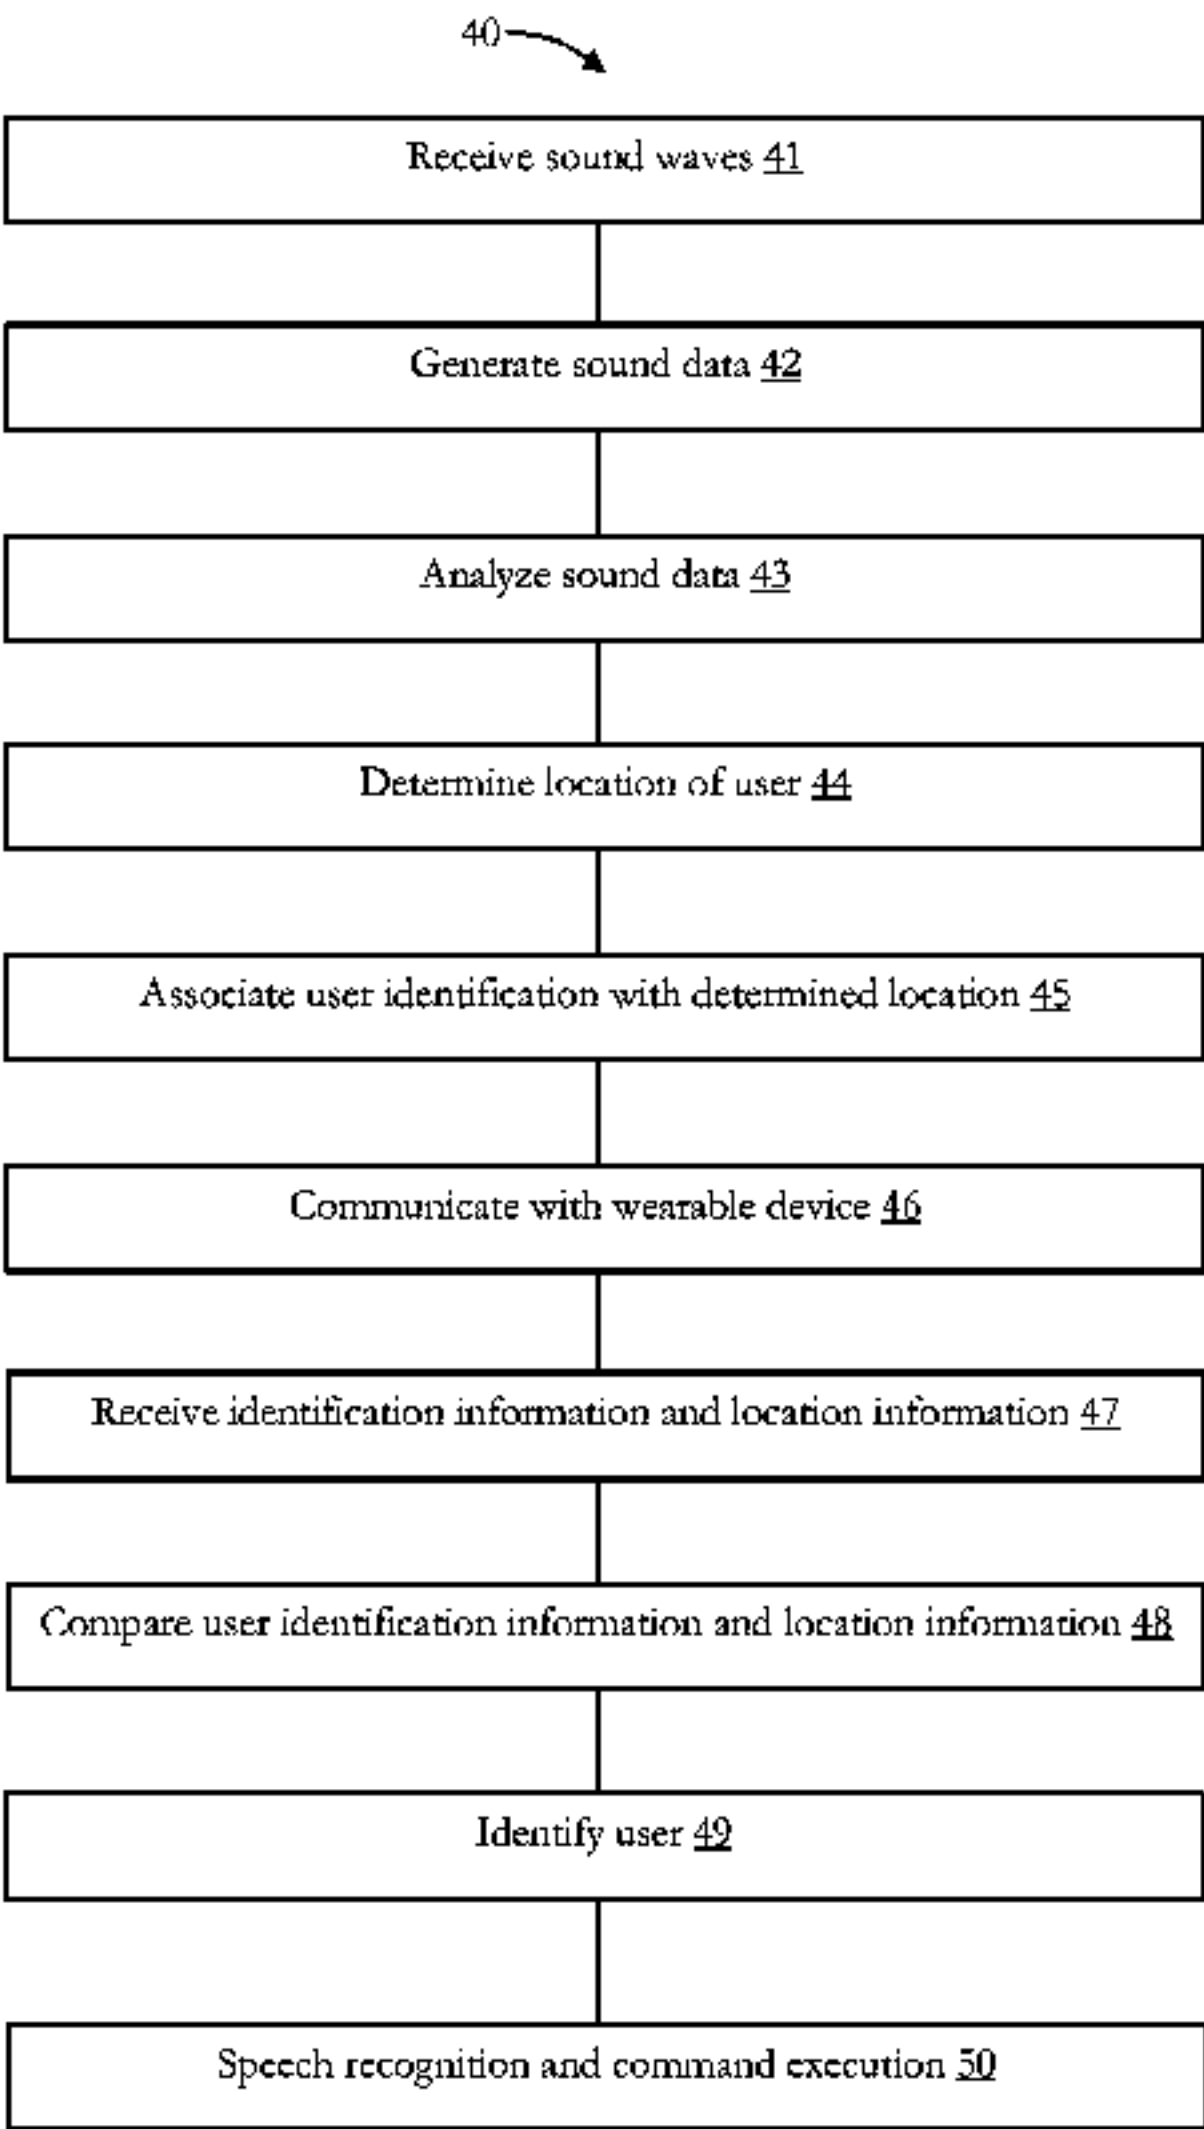 40
Receive sound waves 41
Generate sound data 42
Analyze sound data 43
Determine location of user 44
Associate user identification with determined location 45
Communicate with wearable device 46
Receive identification information and location information 47
Compare user identification information and location information 48
Identify user 49
Speech recognition and command execution 50